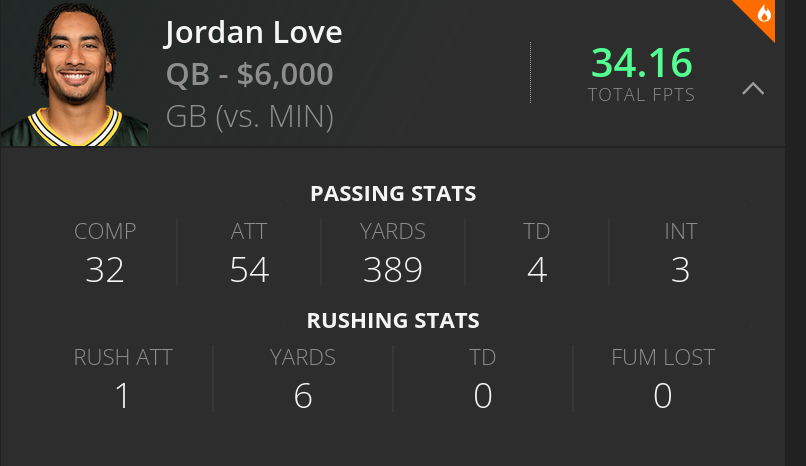 Jordan Love
QB - $6,000
GB (vs. MIN)
34.16
TOTAL FPTS
PASSING STATS
COMP ATT YARDS TD INT
32 54 389 4 3
RUSHING STATS
RUSH ATT YARDS TD FUM LOST
1 6 0 0